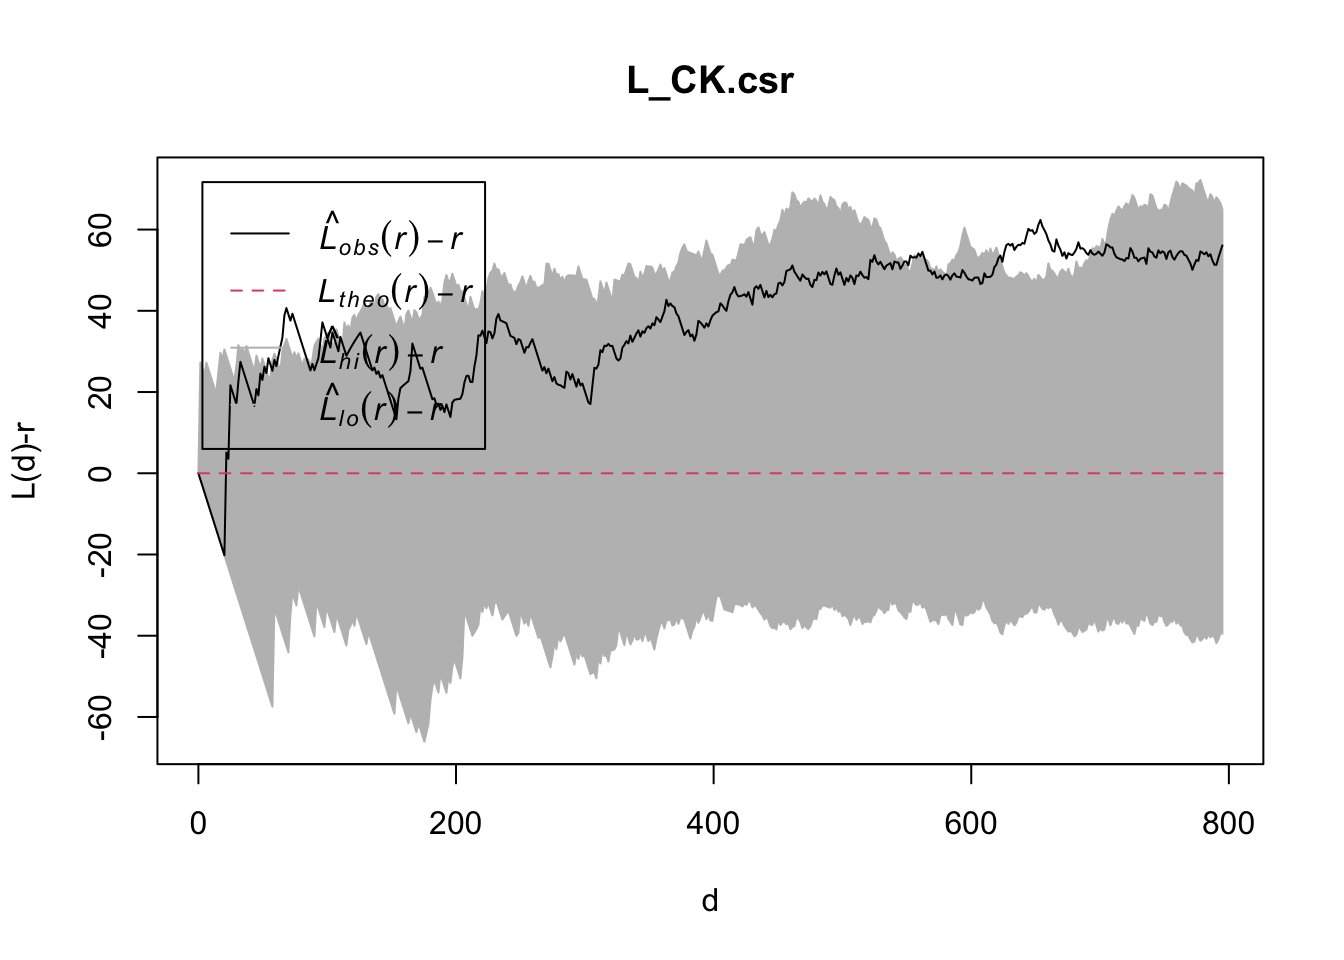 L_CK.csr
L̂obs(r) – r
Ltheo(r) – r
L̂hi(r) – r
L̂lo(r) – r
L(d)-r
60
40
20
0
-20
-40
-60
0 200 400 600 800
d